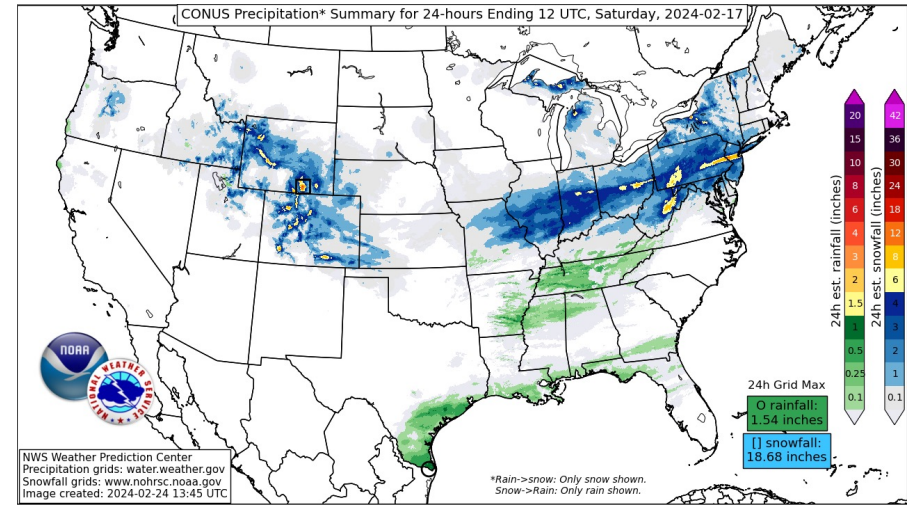 CONUS Precipitation* Summary for 24-hours Ending 12 UTC, Saturday, 2024-02-17
24h est. rainfall (inches)
20
15
10
8
6
4
3
2
1.5
1
0.5
0.25
0.1
24h est. snowfall (inches)
42
36
30
24
18
12
8
6
4
3
2
1
0.1
NOAA
NATIONAL WEATHER SERVICE
24h Grid Max
O rainfall:
1.54 inches
[] snowfall:
18.68 inches
NWS Weather Prediction Center
Precipitation grids: water.weather.gov
Snowfall grids: www.nohrsc.noaa.gov
Image created: 2024-02-24 13:45 UTC
*Rain->snow: Only snow shown.
Snow->Rain: Only rain shown.